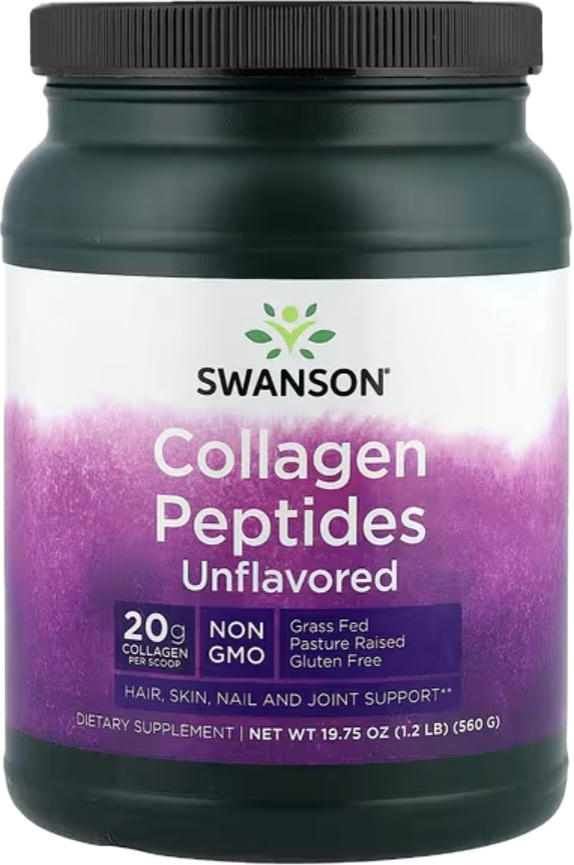 SWANSON®
Collagen
Peptides
Unflavored
20g
COLLAGEN
PER SCOOP
NON
GMO
Grass Fed
Pasture Raised
Gluten Free
HAIR, SKIN, NAIL AND JOINT SUPPORT**
DIETARY SUPPLEMENT | NET WT 19.75 OZ (1.2 LB) (560 G)